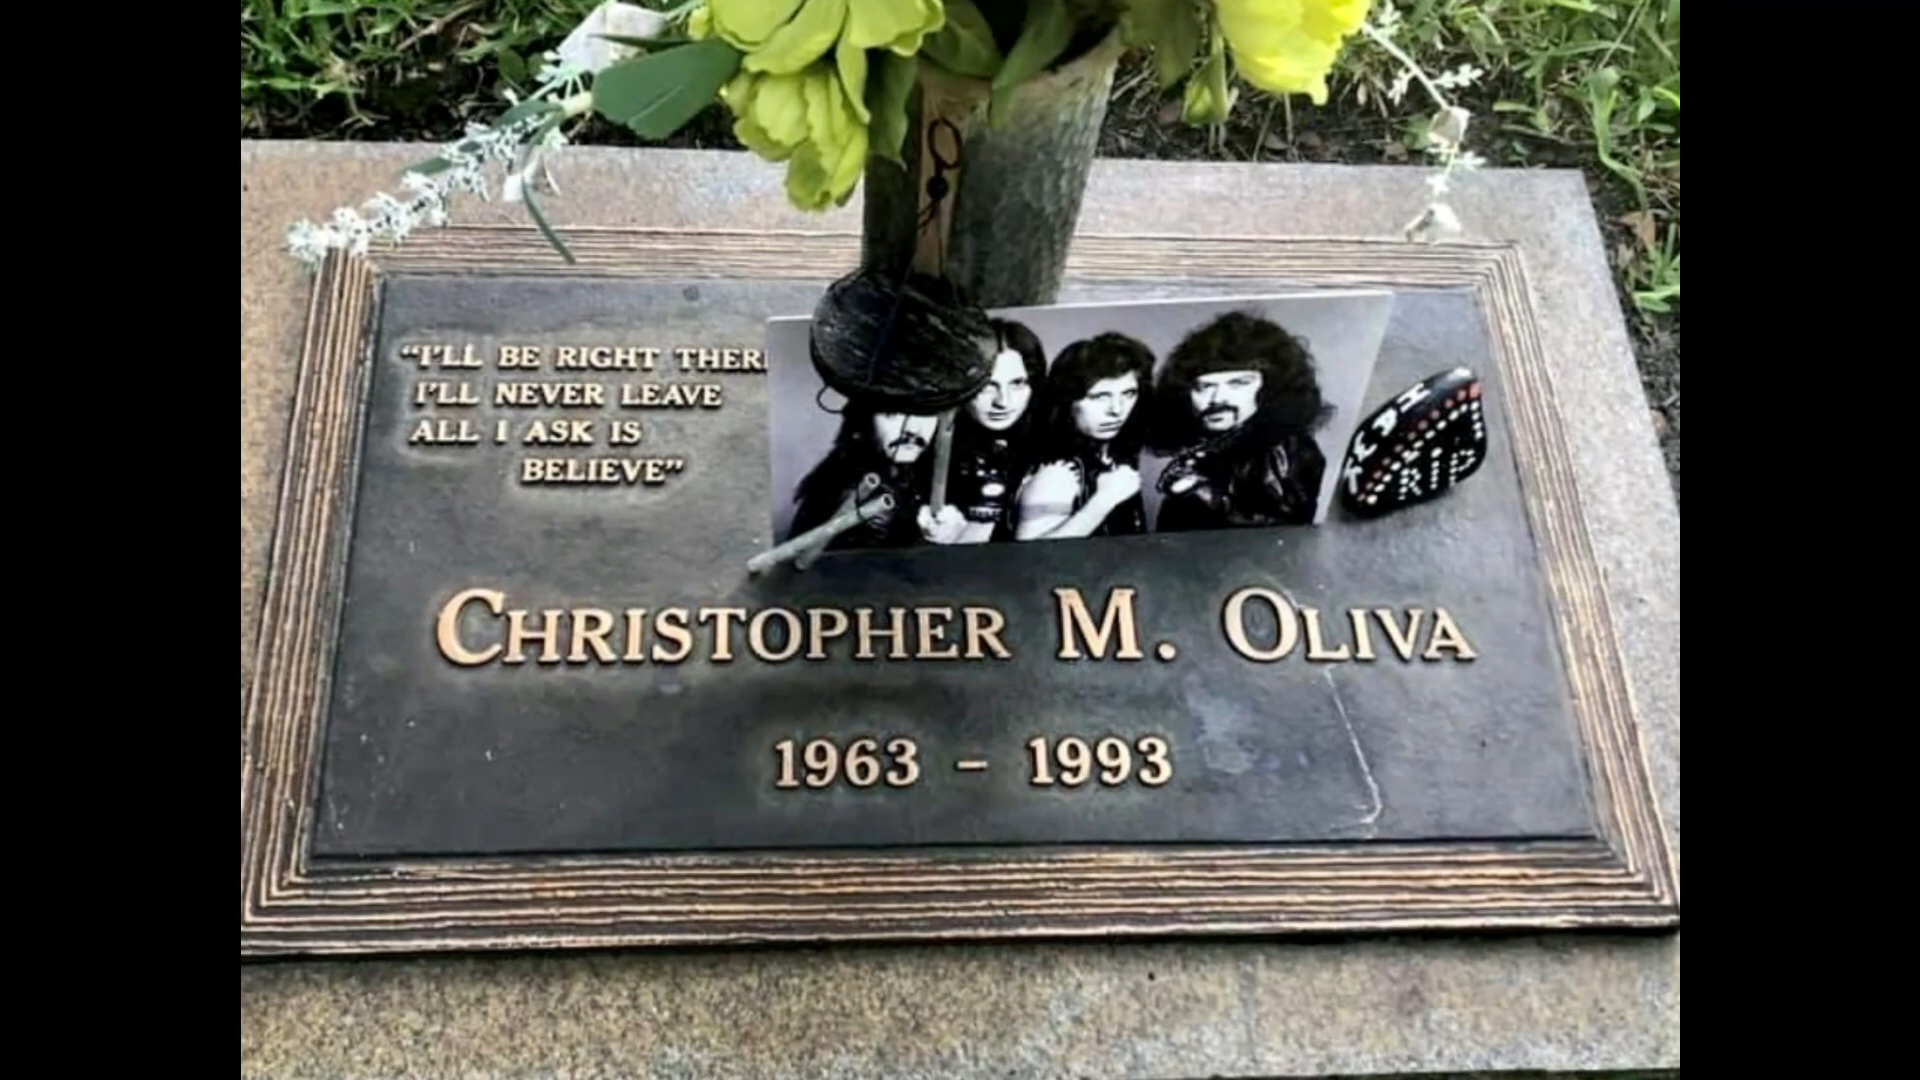 “I’LL BE RIGHT THER
I’LL NEVER LEAVE
ALL I ASK IS
BELIEVE”
RIP
CHRISTOPHER M. OLIVA
1963 – 1993